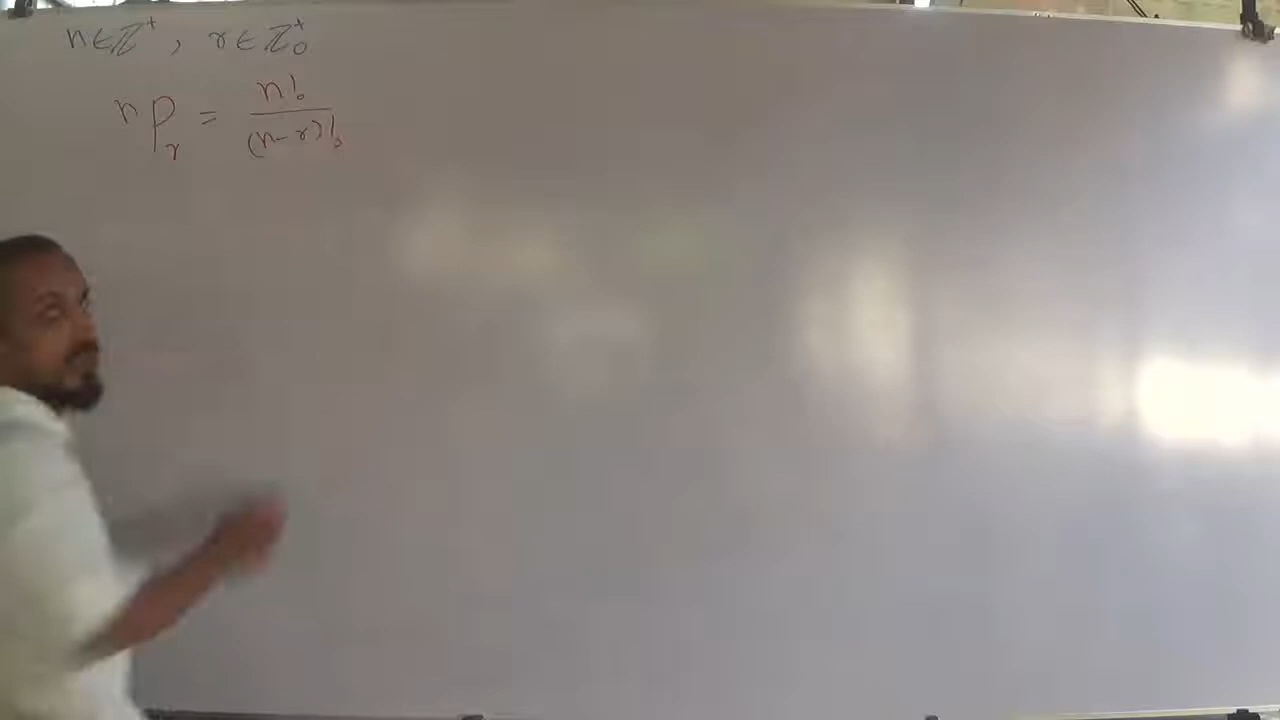 n ∈ ℤ⁺, r ∈ ℤ₀⁺
ⁿPᵣ = n! / (n-r)!